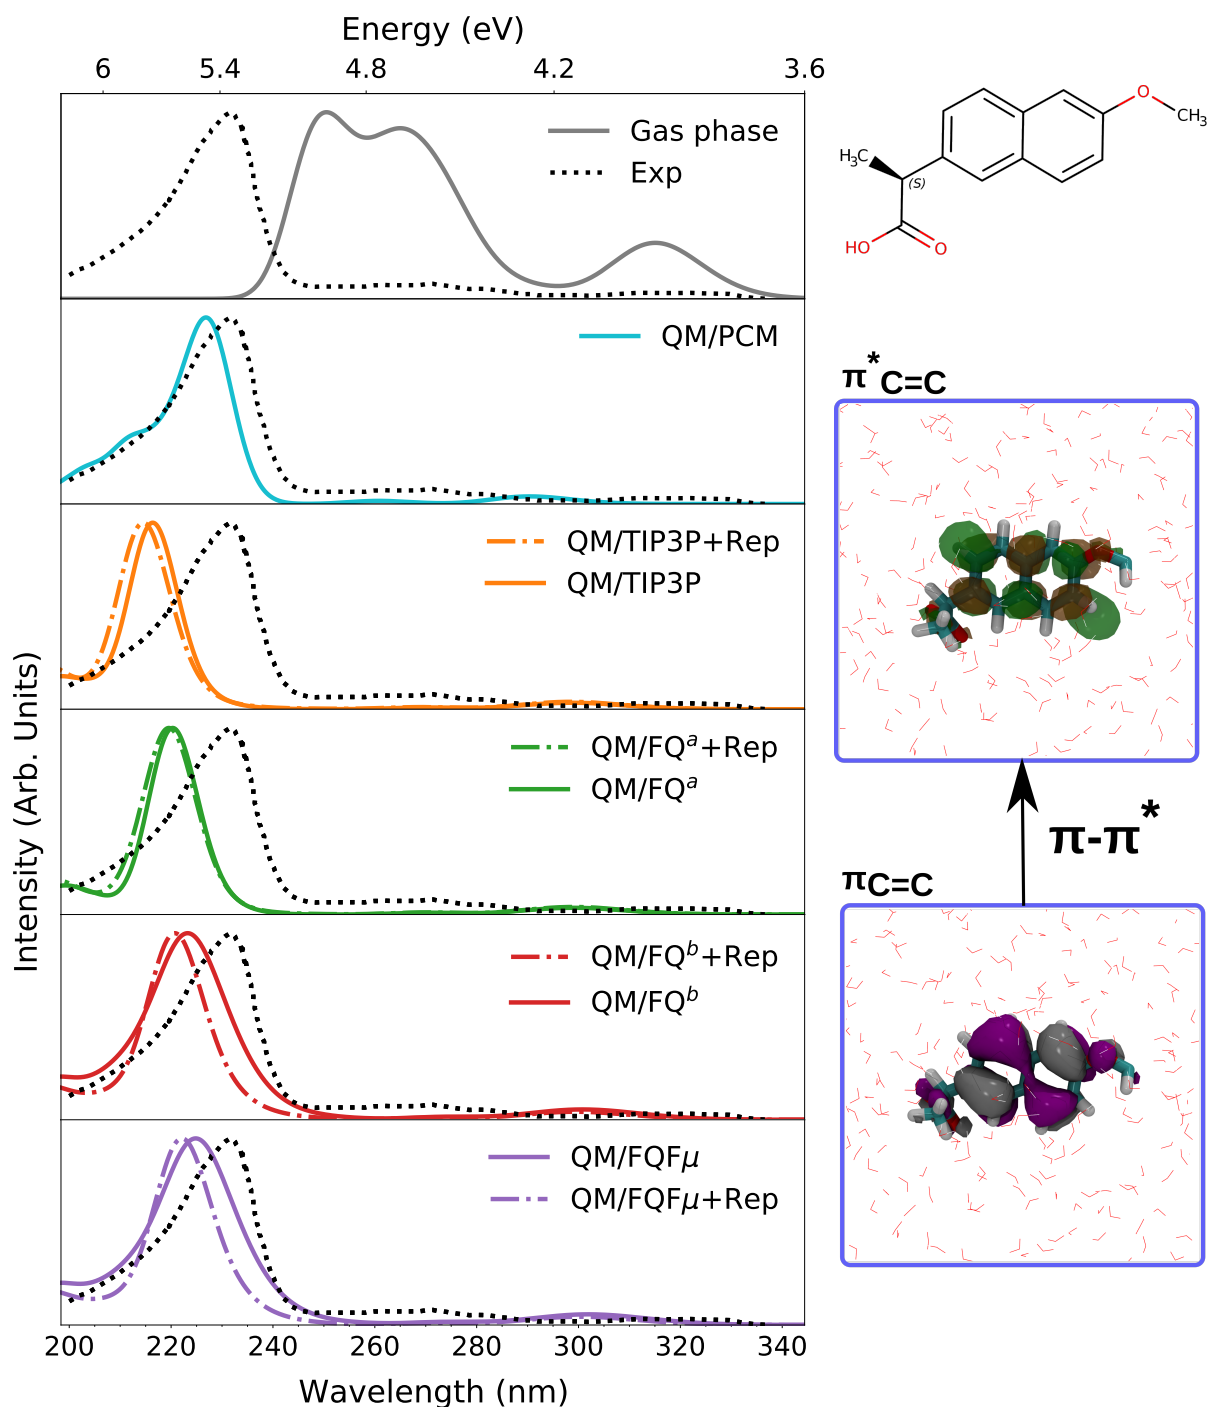 Energy (eV)
6 5.4 4.8 4.2 3.6
Gas phase
Exp
QM/PCM
QM/TIP3P+Rep
QM/TIP3P
QM/FQᵃ+Rep
QM/FQᵃ
QM/FQᵇ+Rep
QM/FQᵇ
QM/FQFμ
QM/FQFμ+Rep
Intensity (Arb. Units)
200 220 240 260 280 300 320 340
Wavelength (nm)
O
CH₃
H₃C
(S)
HO
O
π*C=C
π-π*
πC=C